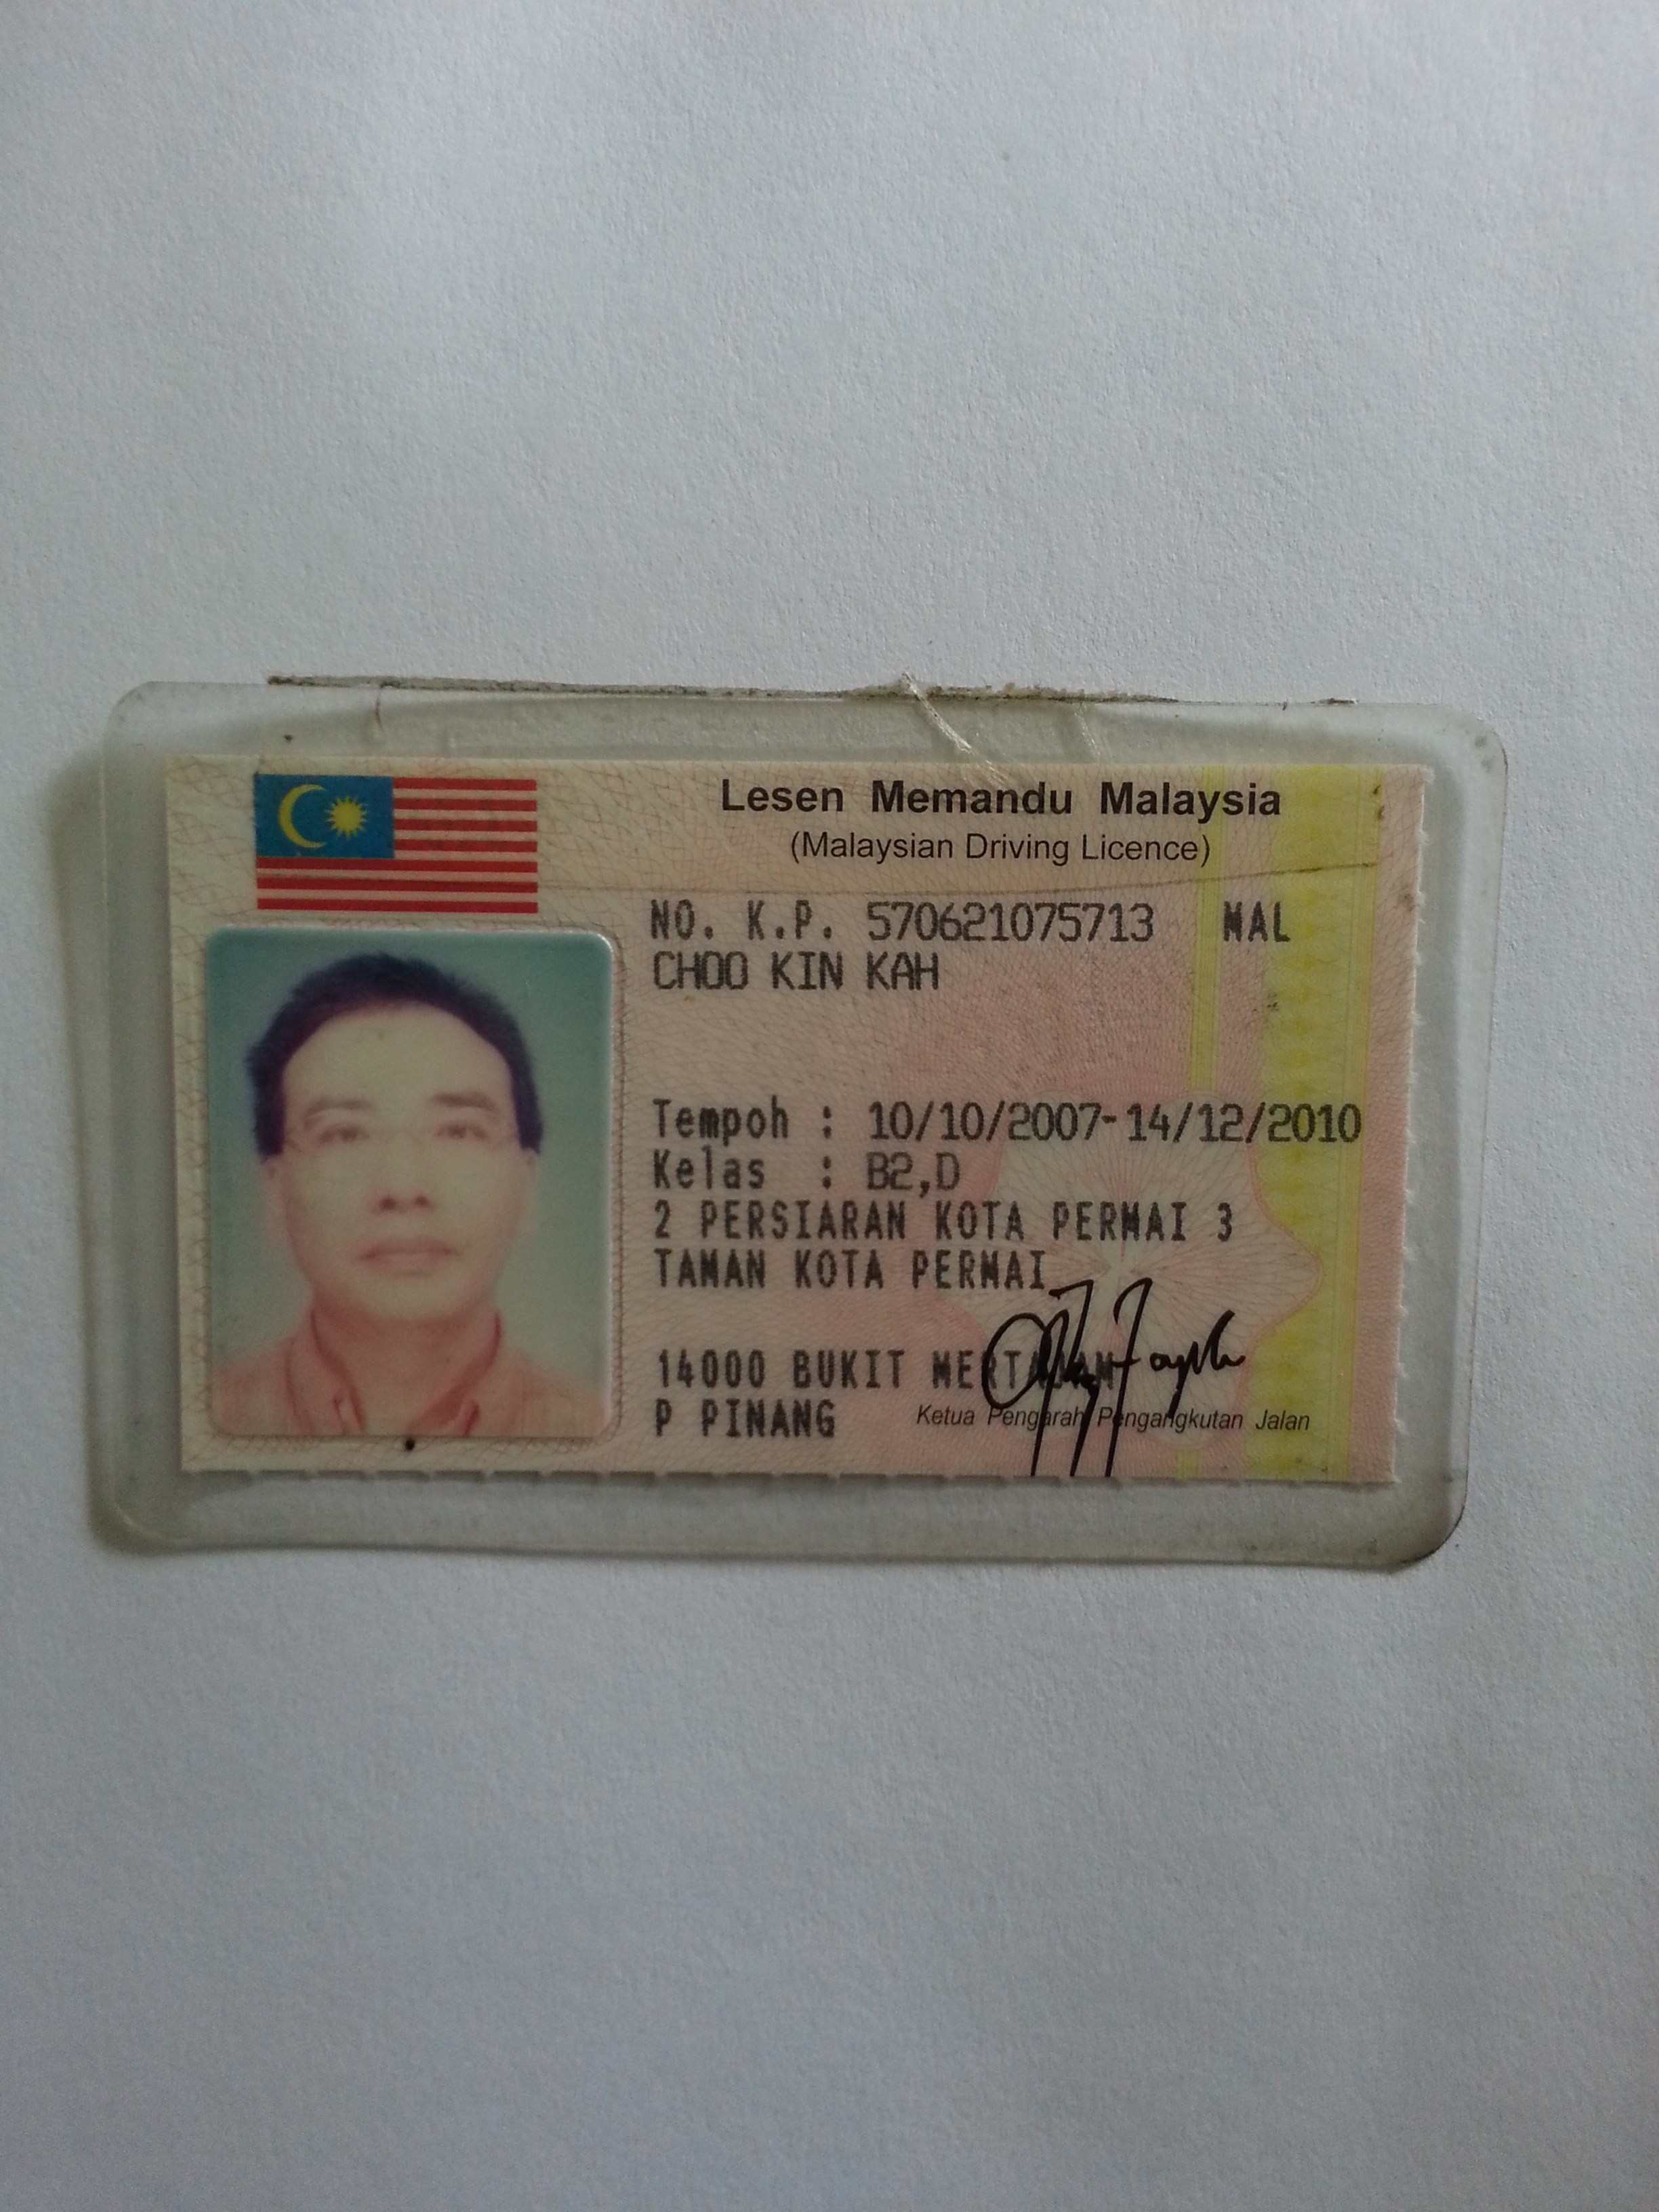 Lesen Memandu Malaysia
(Malaysian Driving Licence)
NO. K.P. 570621075713 MAL
CHOO KIN KAH
Tempoh : 10/10/2007-14/12/2010
Kelas : B2,D
2 PERSIARAN KOTA PERMAI 3
TAMAN KOTA PERMAI
14000 BUKIT MERTAJAM
P PINANG
Ketua Pengarah Pengangkutan Jalan